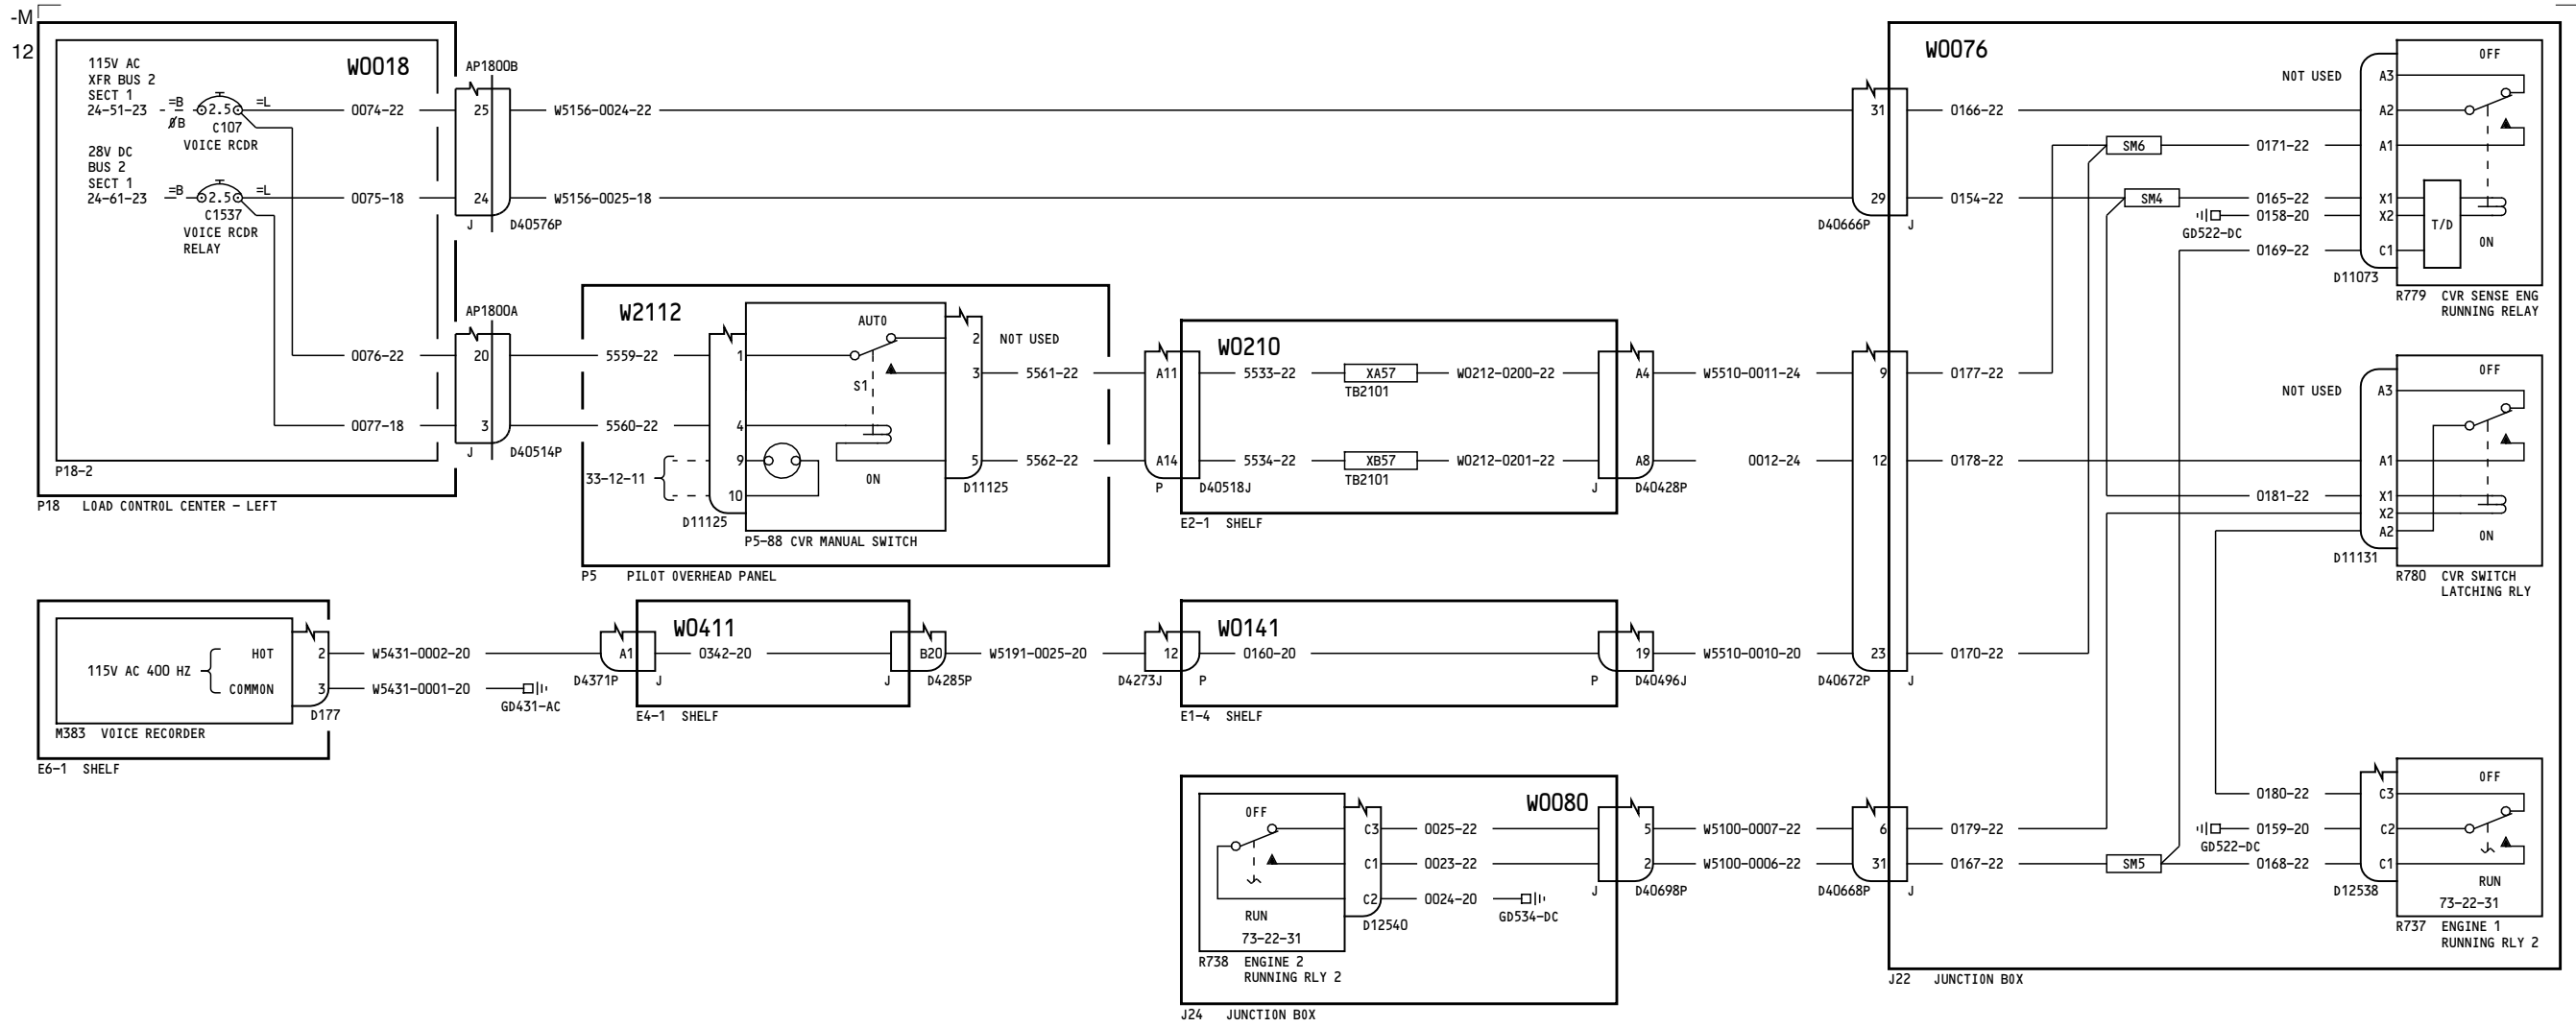 -M
12
W0018
115V AC
XFR BUS 2
SECT 1
24-51-23
=B
ØB
2.5
=L
C107
VOICE RCDR
0074-22
28V DC
BUS 2
SECT 1
24-61-23
=B
2.5
=L
C1537
VOICE RCDR
RELAY
0075-18
0076-22
0077-18
P18-2
P18 LOAD CONTROL CENTER - LEFT
AP1800B
25
24
J
D40576P
W5156-0024-22
W5156-0025-18
AP1800A
20
3
J
D40514P
W2112
5559-22
5560-22
33-12-11
1
4
9
10
D11125
AUTO
S1
ON
2
3
5
D11125
NOT USED
5561-22
5562-22
P5-88 CVR MANUAL SWITCH
P5 PILOT OVERHEAD PANEL
A11
A14
P
D40518J
W0210
5533-22
XA57
TB2101
W0212-0200-22
5534-22
XB57
TB2101
W0212-0201-22
A4
A8
J
D40428P
E2-1 SHELF
W5510-0011-24
0012-24
115V AC 400 HZ
HOT
COMMON
2
3
D177
M383 VOICE RECORDER
E6-1 SHELF
W5431-0002-20
W5431-0001-20
GD431-AC
A1
D4371P
J
W0411
0342-20
B20
J
D4285P
E4-1 SHELF
W5191-0025-20
12
D4273J
P
W0141
0160-20
19
P
D40496J
E1-4 SHELF
W5510-0010-20
W0080
OFF
RUN
73-22-31
C3
C1
C2
D12540
0025-22
0023-22
0024-20
GD534-DC
R738 ENGINE 2
RUNNING RLY 2
5
2
J
D40698P
J24 JUNCTION BOX
W5100-0007-22
W5100-0006-22
W0076
31
29
D40666P
J
0166-22
0154-22
9
12
23
D40672P
J
0177-22
0178-22
0170-22
6
31
D40668P
J
0179-22
0167-22
SM6
SM4
SM5
0171-22
0165-22
GD522-DC
0158-20
0169-22
NOT USED
A3
A2
A1
X1
X2
C1
D11073
OFF
T/D
ON
R779 CVR SENSE ENG
RUNNING RELAY
NOT USED
0181-22
A3
A1
X1
X2
A2
D11131
OFF
ON
R780 CVR SWITCH
LATCHING RLY
0180-22
0159-20
GD522-DC
0168-22
C3
C2
C1
D12538
OFF
RUN
73-22-31
R737 ENGINE 1
RUNNING RLY 2
J22 JUNCTION BOX